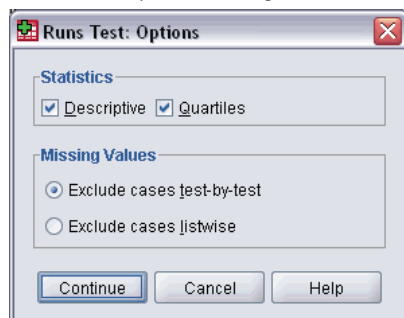 Runs Test: Options
Statistics
Descriptive Quartiles
Missing Values
Exclude cases test-by-test
Exclude cases listwise
Continue Cancel Help